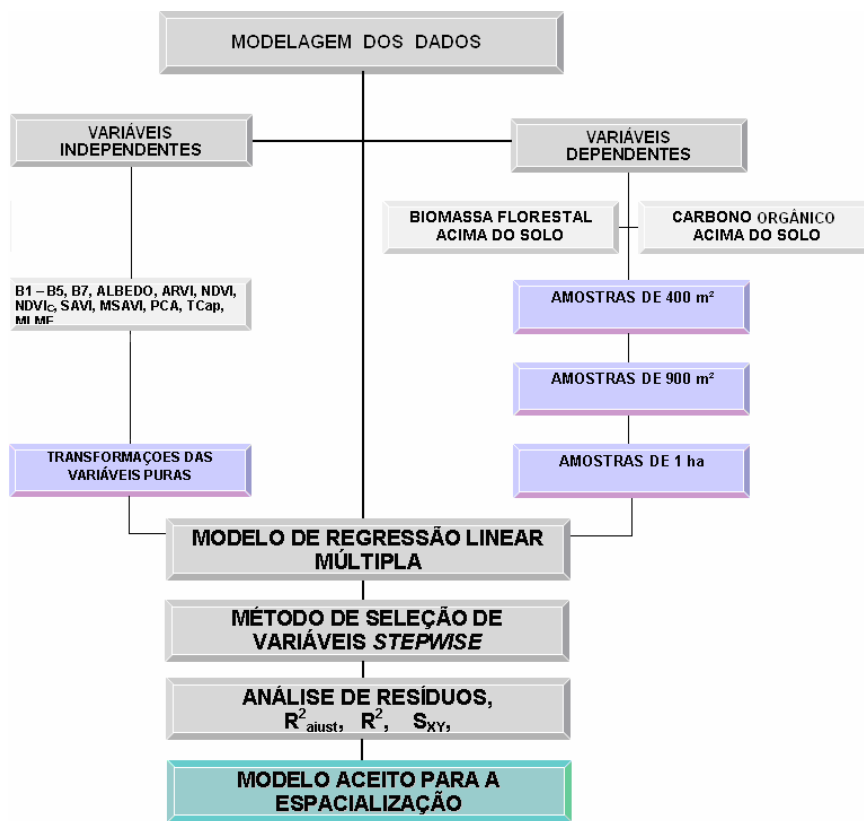 MODELAGEM DOS DADOS
VARIÁVEIS
INDEPENDENTES
VARIÁVEIS
DEPENDENTES
BIOMASSA FLORESTAL
ACIMA DO SOLO
CARBONO ORGÂNICO
ACIMA DO SOLO
B1 – B5, B7, ALBEDO, ARVI, NDVI,
NDVIC, SAVI, MSAVI, PCA, TCap,
MLME
AMOSTRAS DE 400 m²
AMOSTRAS DE 900 m²
TRANSFORMAÇOES DAS
VARIÁVEIS PURAS
AMOSTRAS DE 1 ha
MODELO DE REGRESSÃO LINEAR
MÚLTIPLA
MÉTODO DE SELEÇÃO DE
VARIÁVEIS STEPWISE
ANÁLISE DE RESÍDUOS,
R²ajust, R², SXY,
MODELO ACEITO PARA A
ESPACIALIZAÇÃO